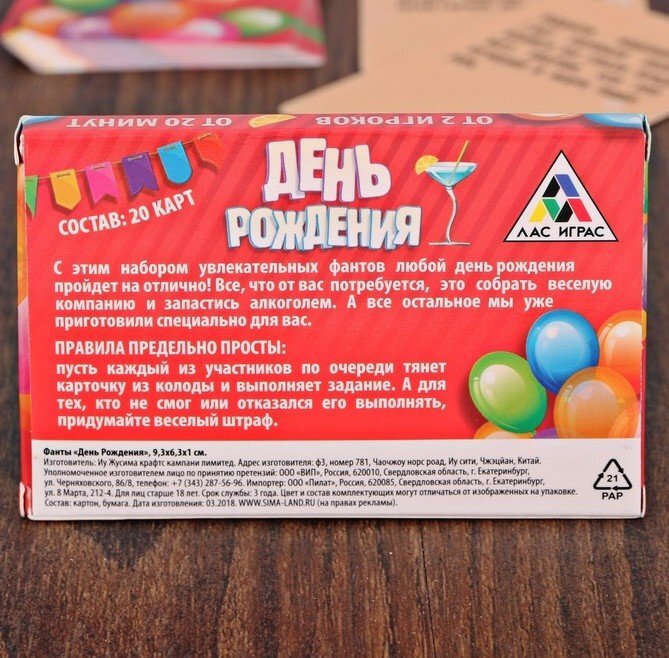 ОТ 2 ИГРОКОВ
ОТ 20 МИНУТ
ДЕНЬ
РОЖДЕНИЯ
СОСТАВ: 20 КАРТ
ЛАС ИГРАС
С этим набором увлекательных фантов любой день рождения
пройдет на отлично! Все, что от вас потребуется, это собрать веселую
компанию и запастись алкоголем. А все остальное мы уже
приготовили специально для вас.
ПРАВИЛА ПРЕДЕЛЬНО ПРОСТЫ:
пусть каждый из участников по очереди тянет
карточку из колоды и выполняет задание. А для
тех, кто не смог или отказался его выполнять,
придумайте веселый штраф.
Фанты «День Рождения», 9,3х6,3х1 см.
Изготовитель: Иу Жусима крафтс кампани лимитед. Адрес изготовителя: ф3, номер 781, Чаочжоу норс роад, Иу сити, Чжэцзян, Китай.
Уполномоченное изготовителем лицо по принятию претензий: ООО «ВИП», Россия, 620010, Свердловская область, г. Екатеринбург,
ул. Черняховского, 86/8, телефон: +7 (343) 287-56-96. Импортер: ООО «Пилат», Россия, 620085, Свердловская область, г. Екатеринбург,
ул. 8 Марта, 212-4. Для лиц старше 18 лет. Срок службы: 3 года. Цвет и состав комплектующих могут отличаться от изображенных на упаковке.
Состав: картон, бумага. Дата изготовления: 03.2018. WWW.SIMA-LAND.RU (на правах рекламы).
21
PAP